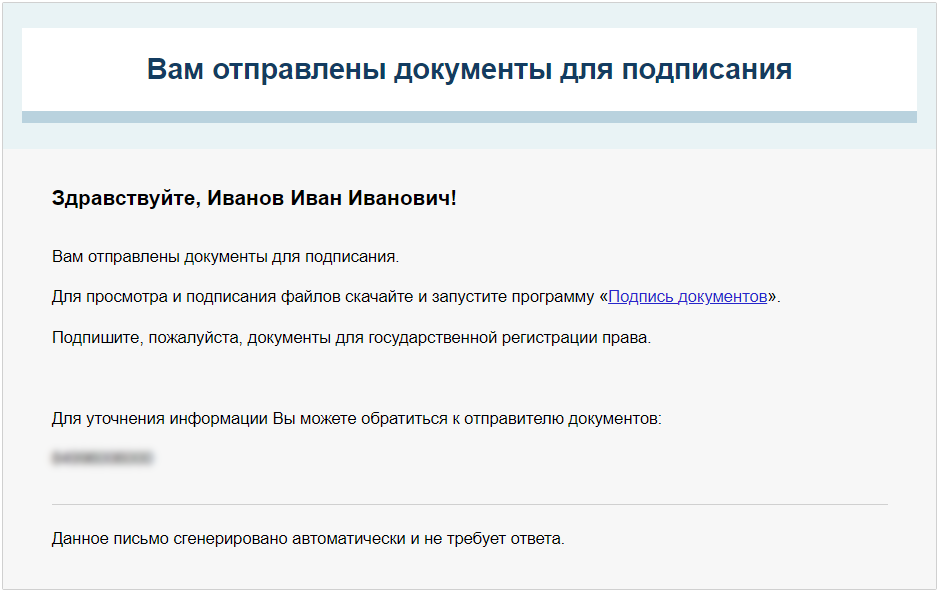 Вам отправлены документы для подписания
Здравствуйте, Иванов Иван Иванович!
Вам отправлены документы для подписания.
Для просмотра и подписания файлов скачайте и запустите программу «Подпись документов».
Подпишите, пожалуйста, документы для государственной регистрации права.
Для уточнения информации Вы можете обратиться к отправителю документов:
Данное письмо сгенерировано автоматически и не требует ответа.